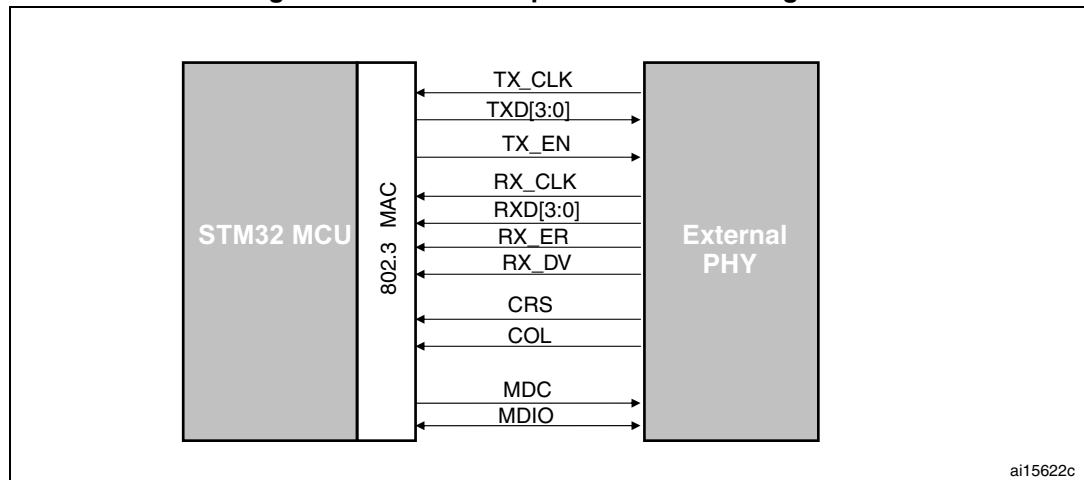 TX_CLK
TXD[3:0]
TX_EN
RX_CLK
RXD[3:0]
RX_ER
RX_DV
CRS
COL
MDC
MDIO
STM32 MCU
802.3 MAC
External
PHY
ai15622c